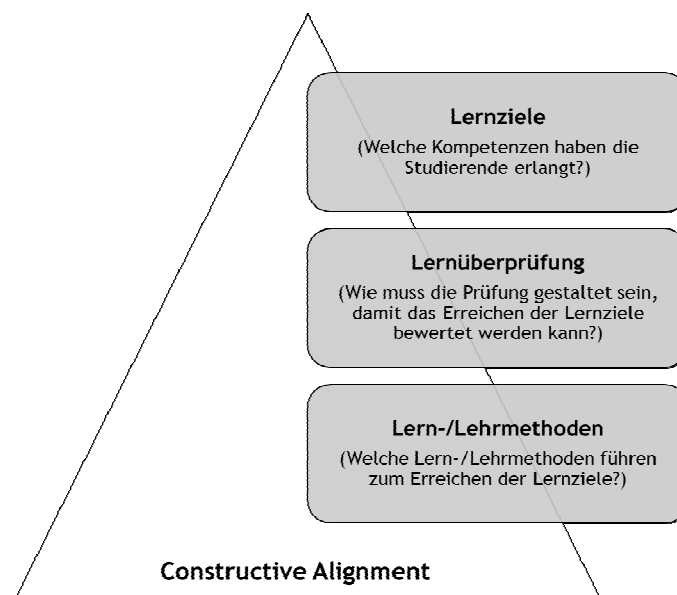 Lernziele
(Welche Kompetenzen haben die
Studierende erlangt?)
Lernüberprüfung
(Wie muss die Prüfung gestaltet sein,
damit das Erreichen der Lernziele
bewertet werden kann?)
Lern-/Lehrmethoden
(Welche Lern-/Lehrmethoden führen
zum Erreichen der Lernziele?)
Constructive Alignment